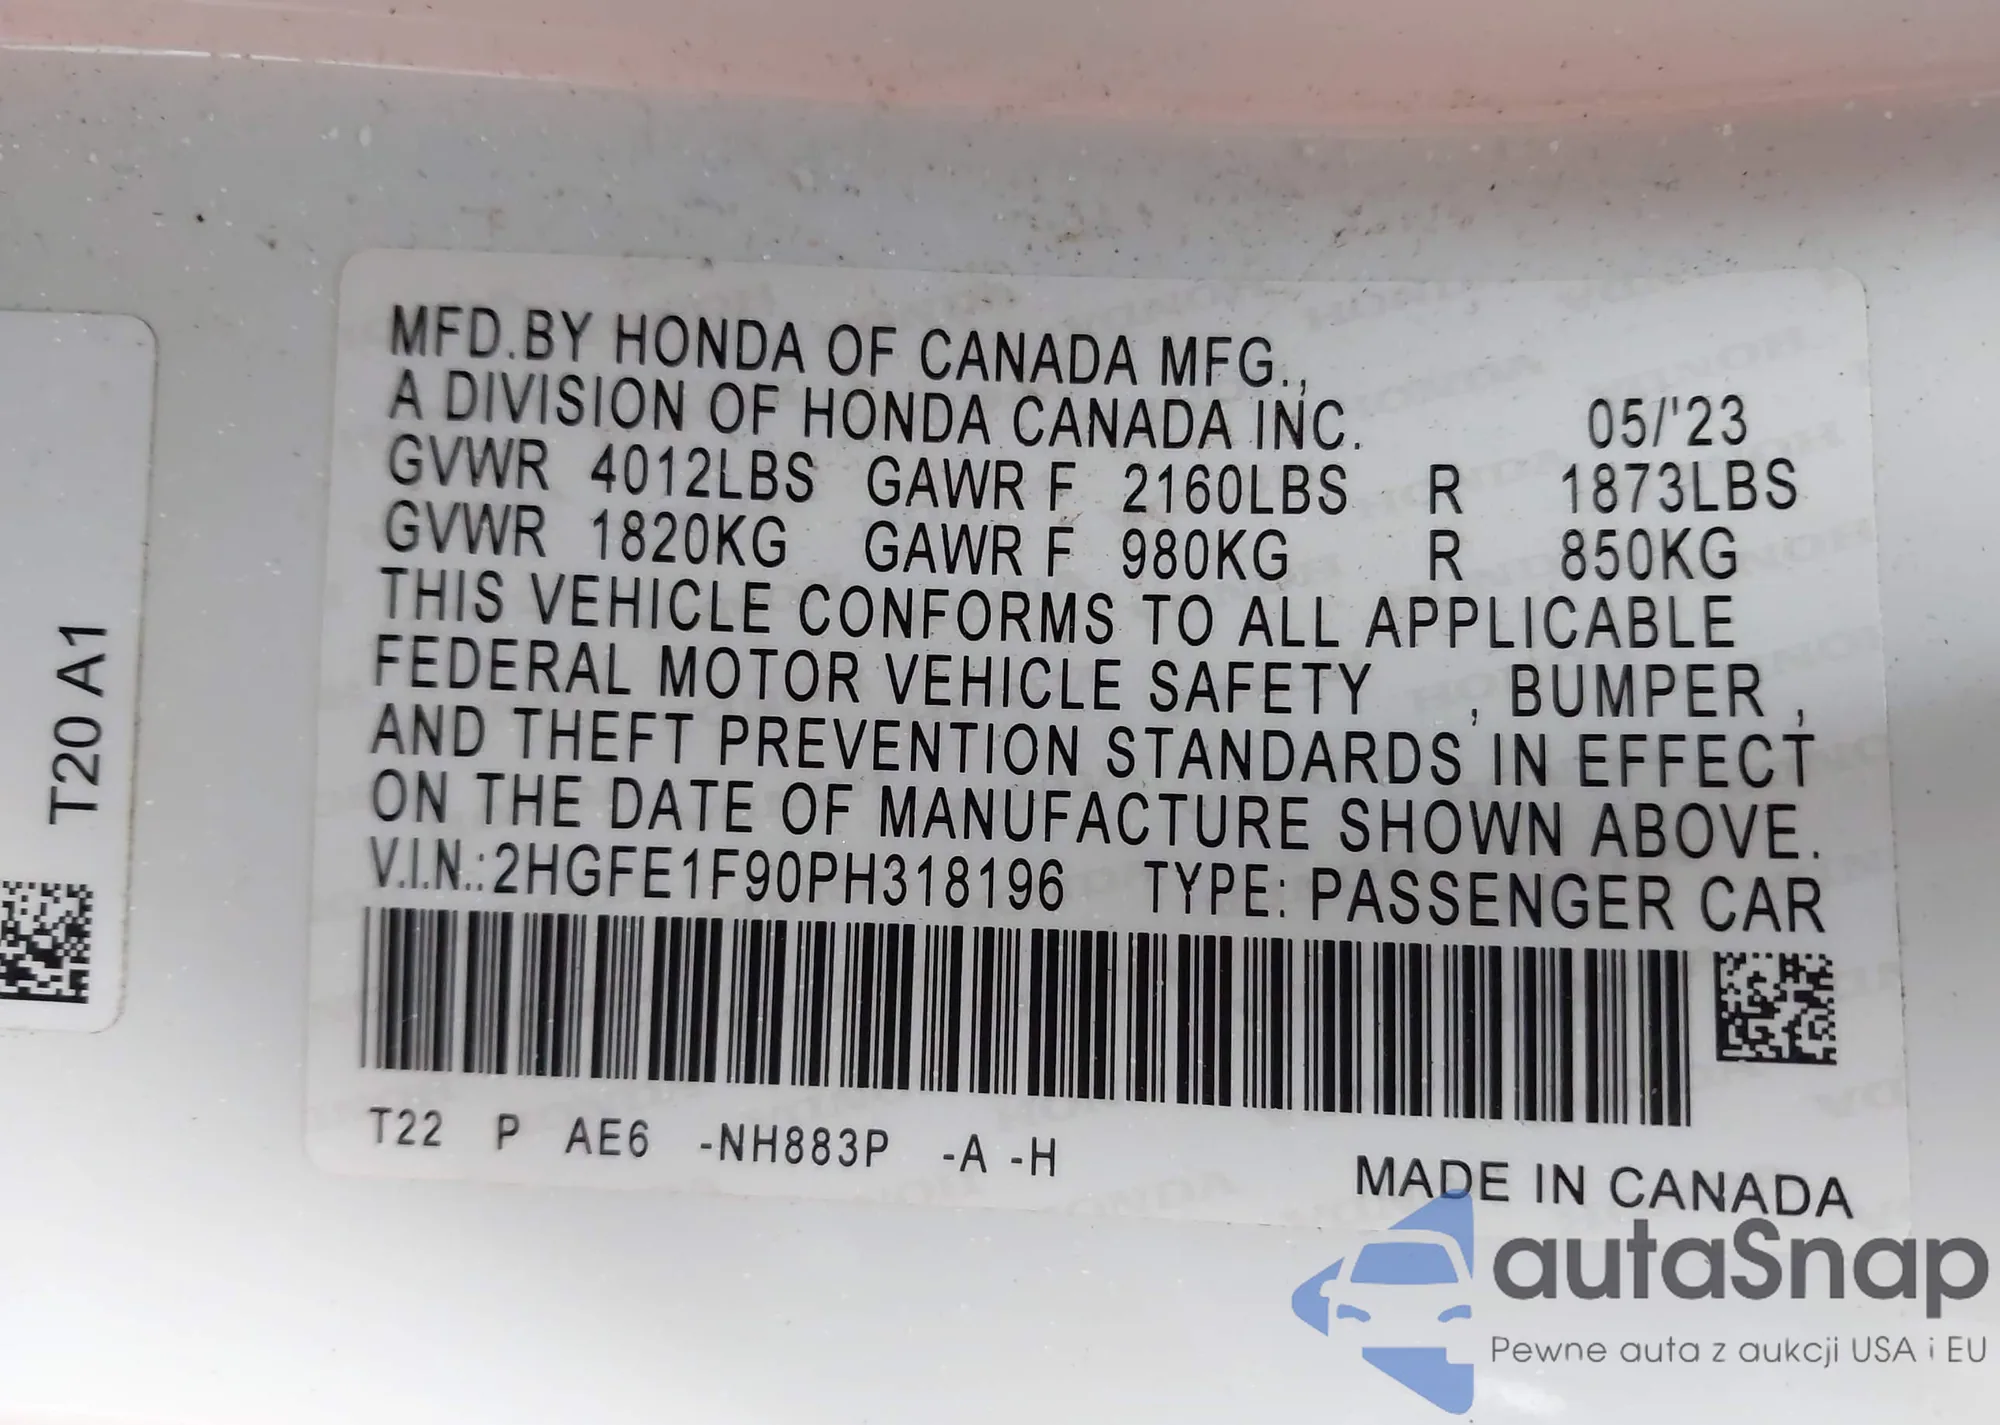 MFD.BY HONDA OF CANADA MFG.,
A DIVISION OF HONDA CANADA INC. 05/'23
GVWR 4012LBS GAWR F 2160LBS R 1873LBS
GVWR 1820KG GAWR F 980KG R 850KG
THIS VEHICLE CONFORMS TO ALL APPLICABLE
FEDERAL MOTOR VEHICLE SAFETY , BUMPER ,
AND THEFT PREVENTION STANDARDS IN EFFECT
ON THE DATE OF MANUFACTURE SHOWN ABOVE.
V.I.N.:2HGFE1F90PH318196 TYPE: PASSENGER CAR
T22 P AE6 -NH883P -A -H
MADE IN CANADA
T20 A1
autaSnap
Pewne auta z aukcji USA i EU